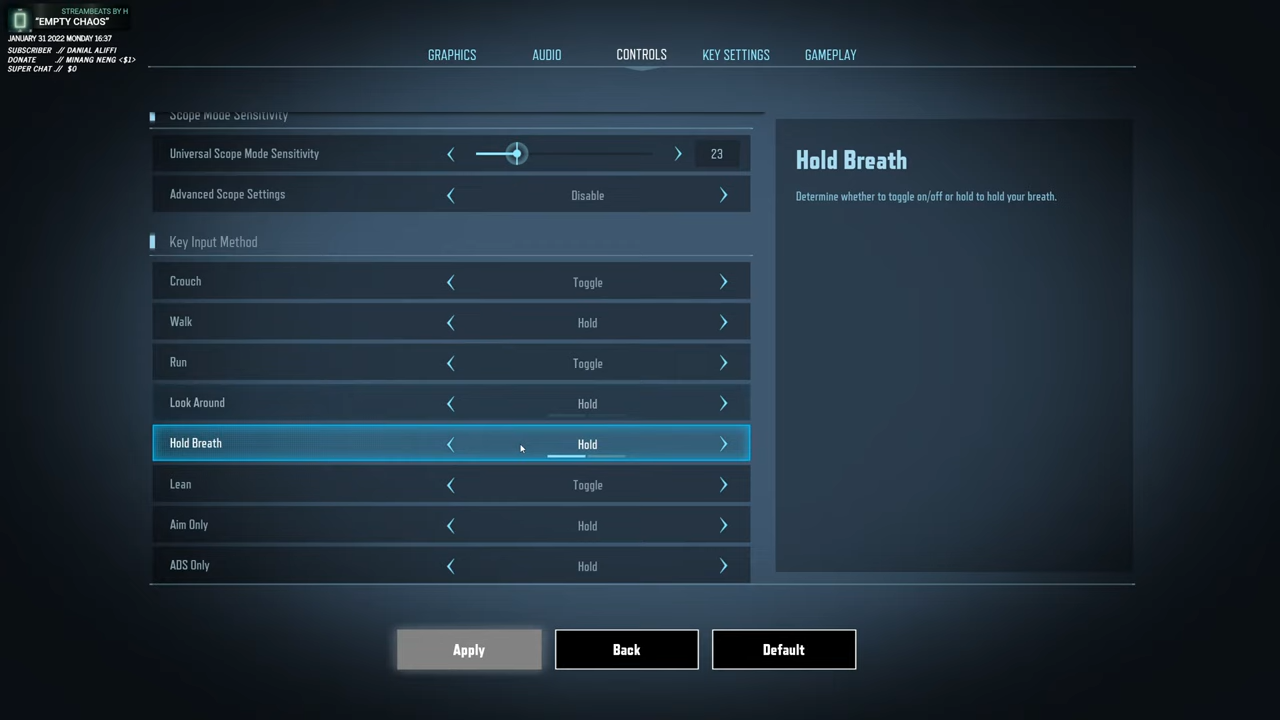 STREAMBEATS BY H
"EMPTY CHAOS"
JANUARY 31 2022 MONDAY 16:37
SUBSCRIBER .// DANIAL ALIFFI
DONATE .// MINANG NENG <$1>
SUPER CHAT .// $0
GRAPHICS
AUDIO
CONTROLS
KEY SETTINGS
GAMEPLAY
Scope Mode Sensitivity
Universal Scope Mode Sensitivity 23
Advanced Scope Settings Disable
Key Input Method
Crouch Toggle
Walk Hold
Run Toggle
Look Around Hold
Hold Breath Hold
Lean Toggle
Aim Only Hold
ADS Only Hold
Hold Breath
Determine whether to toggle on/off or hold to hold your breath.
Apply
Back
Default